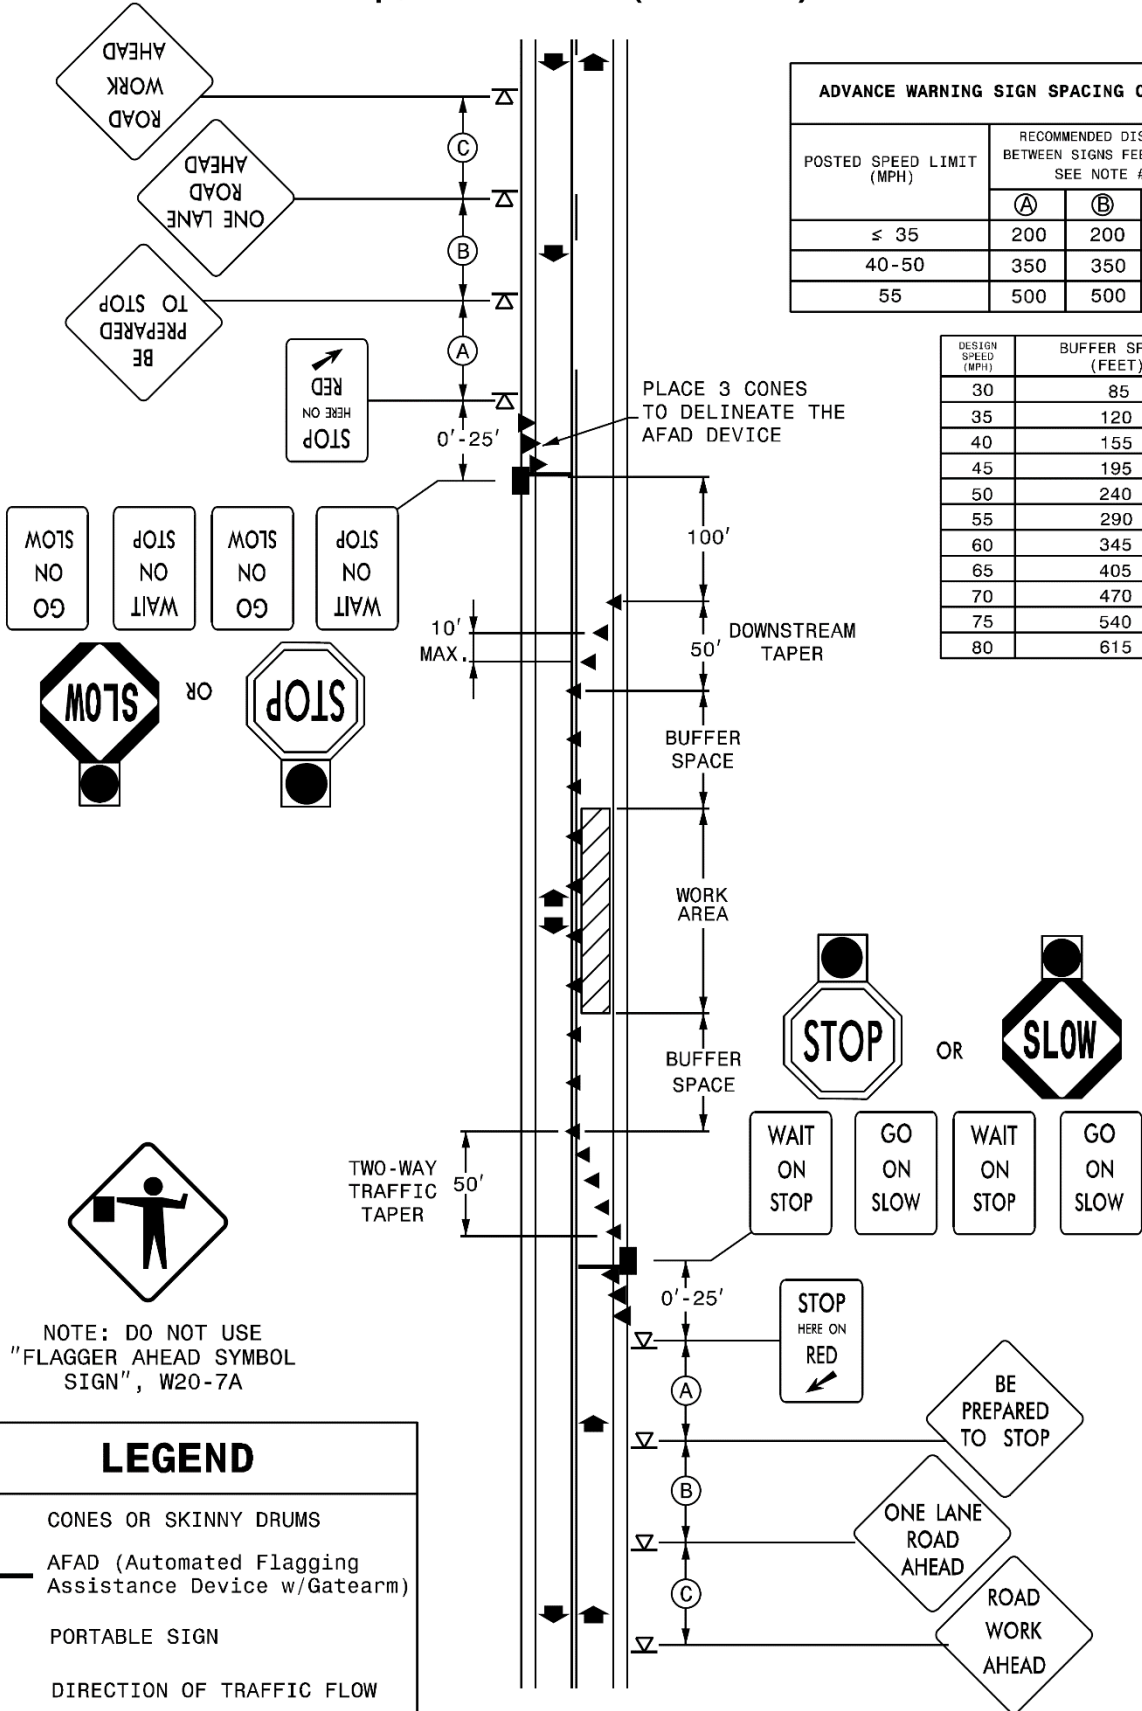 ROAD
WORK
AHEAD
ONE LANE
ROAD
AHEAD
BE
PREPARED
TO STOP
STOP
HERE ON
RED
C
B
A
0'-25'
PLACE 3 CONES
TO DELINEATE THE
AFAD DEVICE
ADVANCE WARNING SIGN SPACING
POSTED SPEED LIMIT
(MPH)
RECOMMENDED
BETWEEN SIGNS
SEE NOTE
A B
≤ 35 200 200
40-50 350 350
55 500 500
DESIGN
SPEED
(MPH)
BUFFER
(FEET)
30 85
35 120
40 155
45 195
50 240
55 290
60 345
65 405
70 470
75 540
80 615
GO
ON
SLOW
WAIT
ON
STOP
GO
ON
SLOW
WAIT
ON
STOP
SLOW
OR
STOP
100'
10'
MAX.
50'
DOWNSTREAM
TAPER
BUFFER
SPACE
WORK
AREA
BUFFER
SPACE
STOP
OR
SLOW
WAIT
ON
STOP
GO
ON
SLOW
WAIT
ON
STOP
GO
ON
SLOW
TWO-WAY
TRAFFIC
TAPER
50'
0'-25'
STOP
HERE ON
RED
A
B
C
BE
PREPARED
TO STOP
ONE LANE
ROAD
AHEAD
ROAD
WORK
AHEAD
NOTE: DO NOT USE
"FLAGGER AHEAD SYMBOL
SIGN", W20-7A
LEGEND
CONES OR SKINNY DRUMS
AFAD (Automated Flagging
Assistance Device w/Gatearm)
PORTABLE SIGN
DIRECTION OF TRAFFIC FLOW